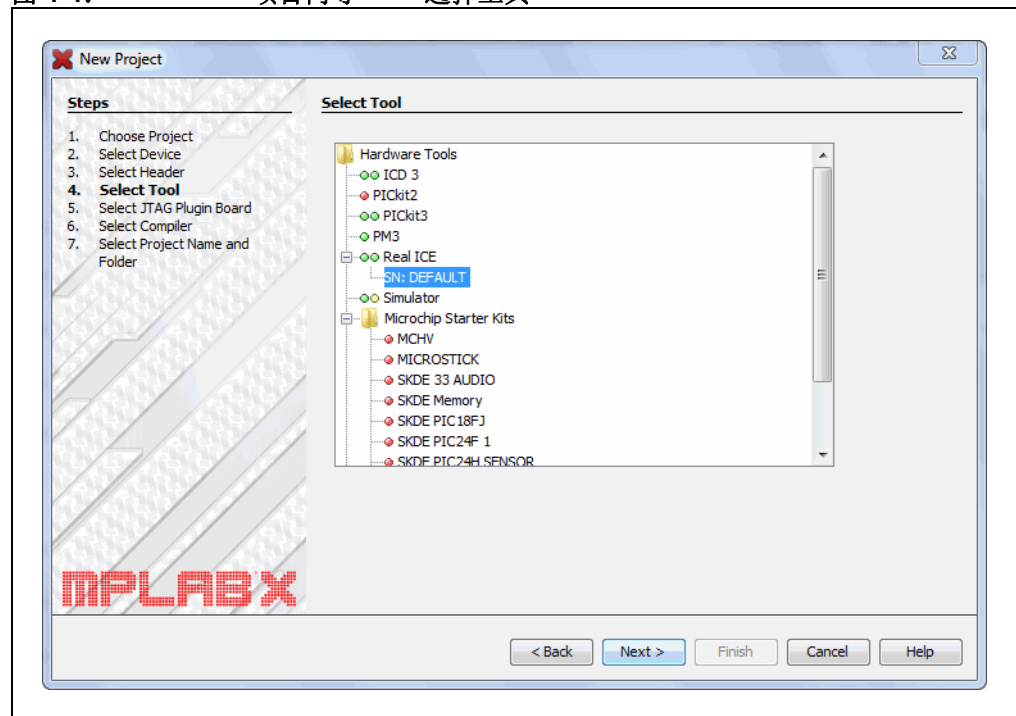 New Project
Steps
1. Choose Project
2. Select Device
3. Select Header
4. Select Tool
5. Select JTAG Plugin Board
6. Select Compiler
7. Select Project Name and
Folder
MPLAB X
Select Tool
Hardware Tools
ICD 3
PICkit2
PICkit3
PM3
Real ICE
SN: DEFAULT
Simulator
Microchip Starter Kits
MCHV
MICROSTICK
SKDE 33 AUDIO
SKDE Memory
SKDE PIC18FJ
SKDE PIC24F 1
SKDE PIC24H SENSOR
< Back
Next >
Finish
Cancel
Help